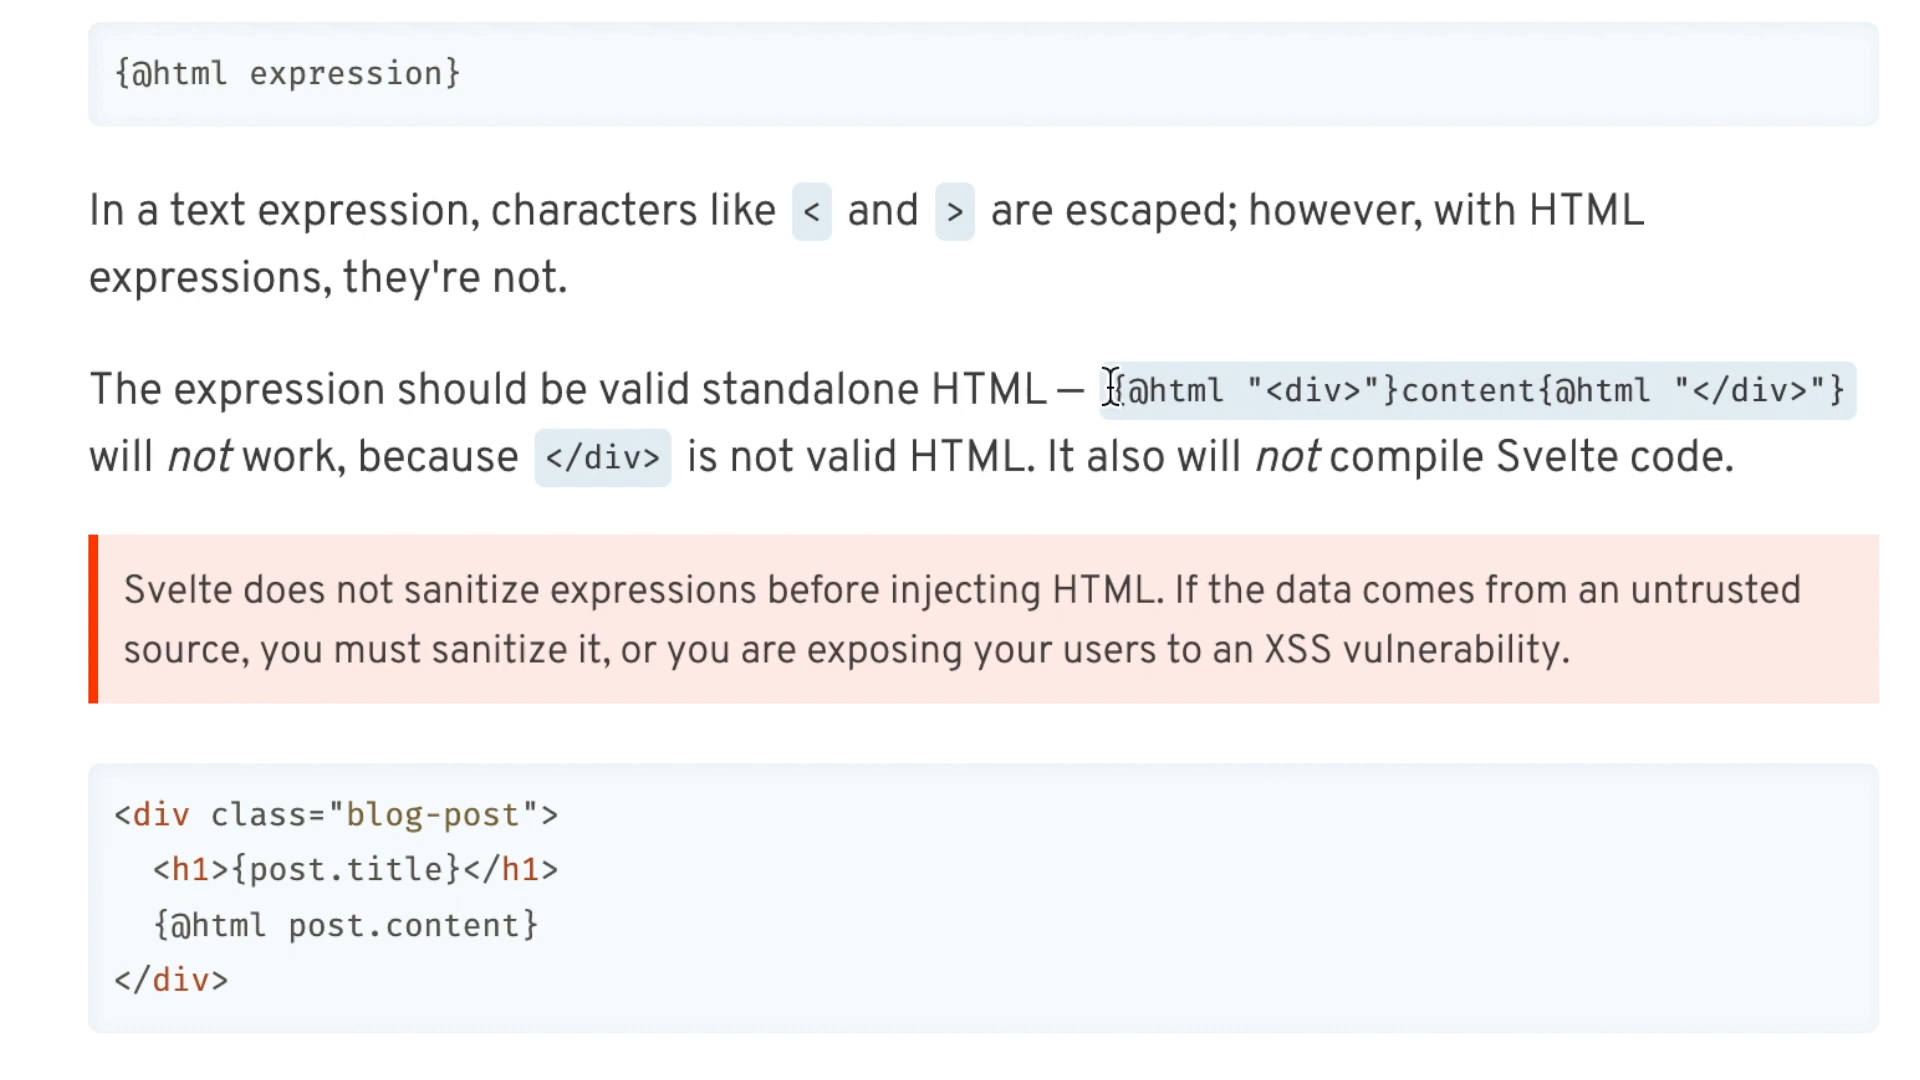 {@html expression}
In a text expression, characters like < and > are escaped; however, with HTML
expressions, they're not.
The expression should be valid standalone HTML — {@html "<div>"}content{@html "</div>"}
will not work, because </div> is not valid HTML. It also will not compile Svelte code.
Svelte does not sanitize expressions before injecting HTML. If the data comes from an untrusted
source, you must sanitize it, or you are exposing your users to an XSS vulnerability.
<div class="blog-post">
  <h1>{post.title}</h1>
  {@html post.content}
</div>